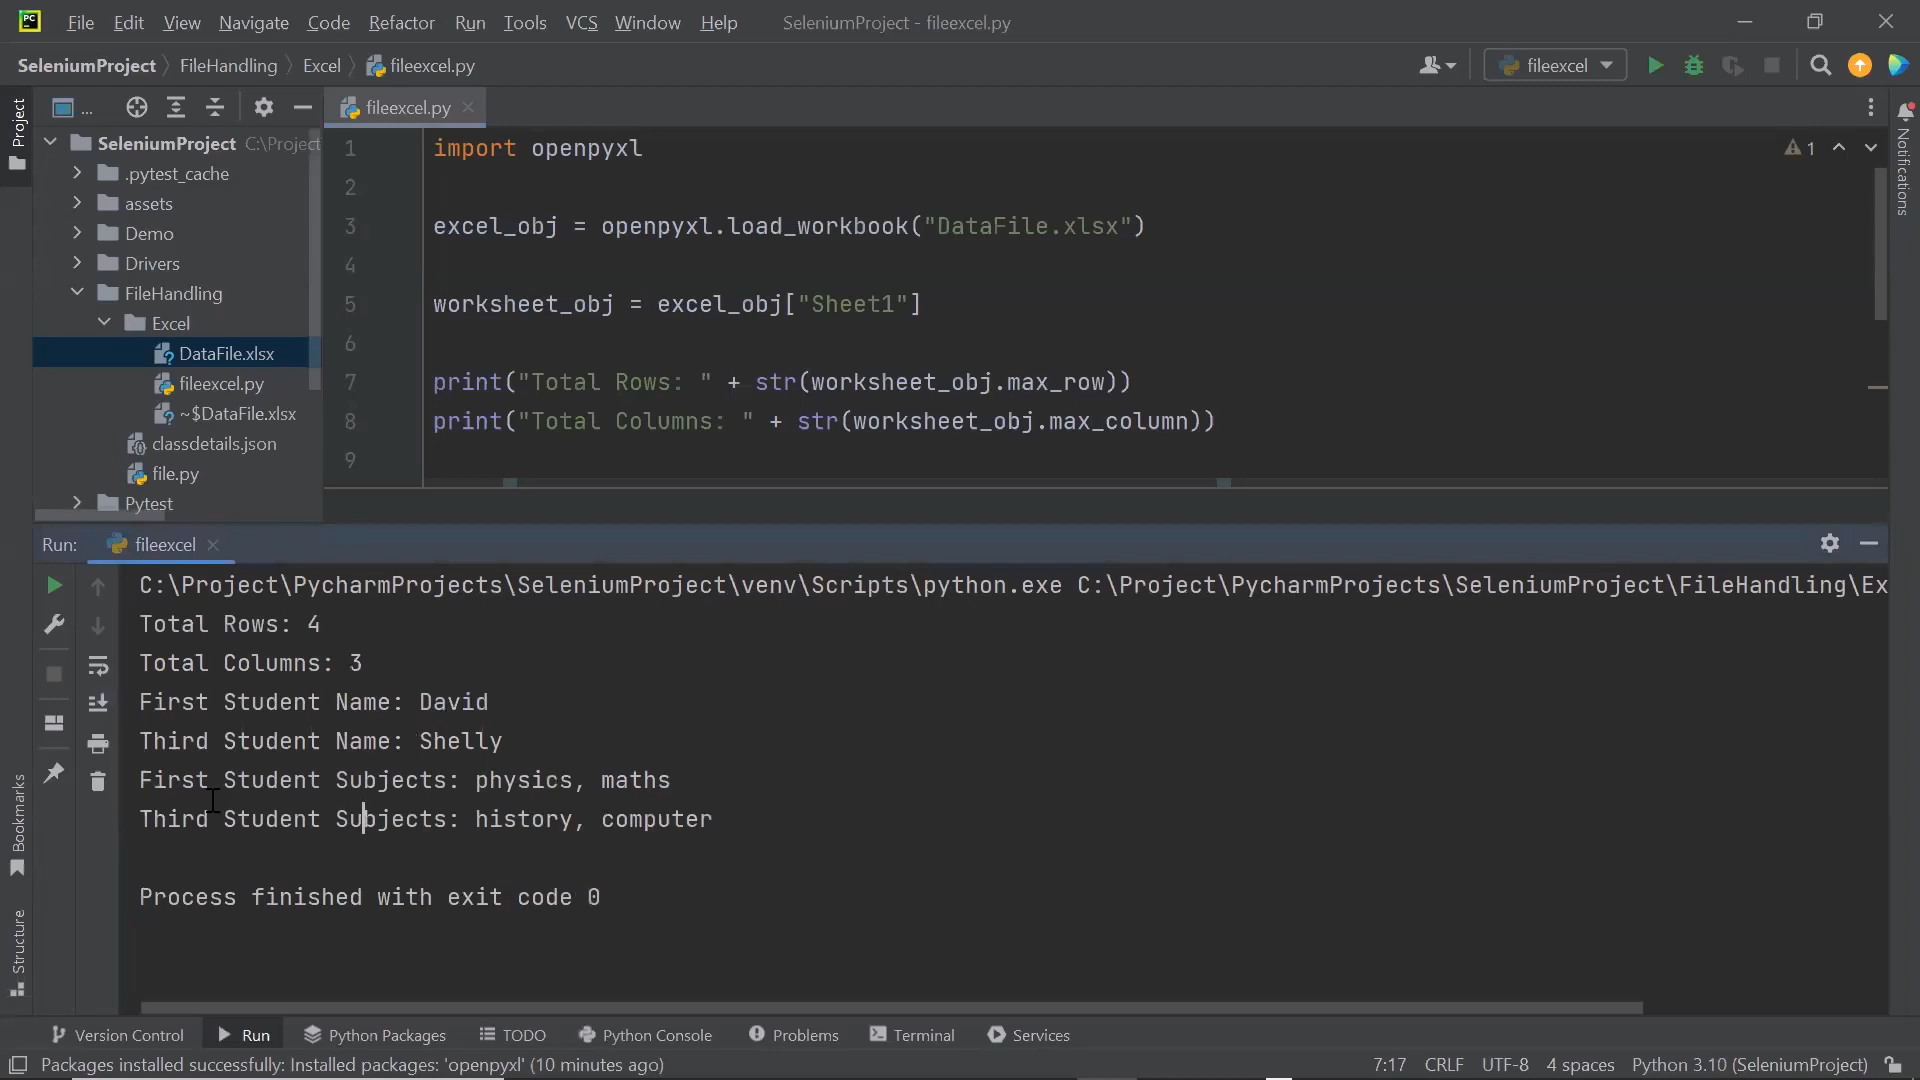 PC File Edit View Navigate Code Refactor Run Tools VCS Window Help SeleniumProject - fileexcel.py
SeleniumProject FileHandling Excel fileexcel.py fileexcel
Project
...
fileexcel.py
SeleniumProject C:\Project
.pytest_cache
assets
Demo
Drivers
FileHandling
Excel
DataFile.xlsx
fileexcel.py
~$DataFile.xlsx
classdetails.json
file.py
Pytest
1 import openpyxl
2
3 excel_obj = openpyxl.load_workbook("DataFile.xlsx")
4
5 worksheet_obj = excel_obj["Sheet1"]
6
7 print("Total Rows: " + str(worksheet_obj.max_row))
8 print("Total Columns: " + str(worksheet_obj.max_column))
9
1
Notifications
Run: fileexcel
C:\Project\PycharmProjects\SeleniumProject\venv\Scripts\python.exe C:\Project\PycharmProjects\SeleniumProject\FileHandling\Ex
Total Rows: 4
Total Columns: 3
First Student Name: David
Third Student Name: Shelly
First Student Subjects: physics, maths
Third Student Subjects: history, computer
Process finished with exit code 0
Bookmarks
Structure
Version Control Run Python Packages TODO Python Console Problems Terminal Services
Packages installed successfully: Installed packages: 'openpyxl' (10 minutes ago) 7:17 CRLF UTF-8 4 spaces Python 3.10 (SeleniumProject)